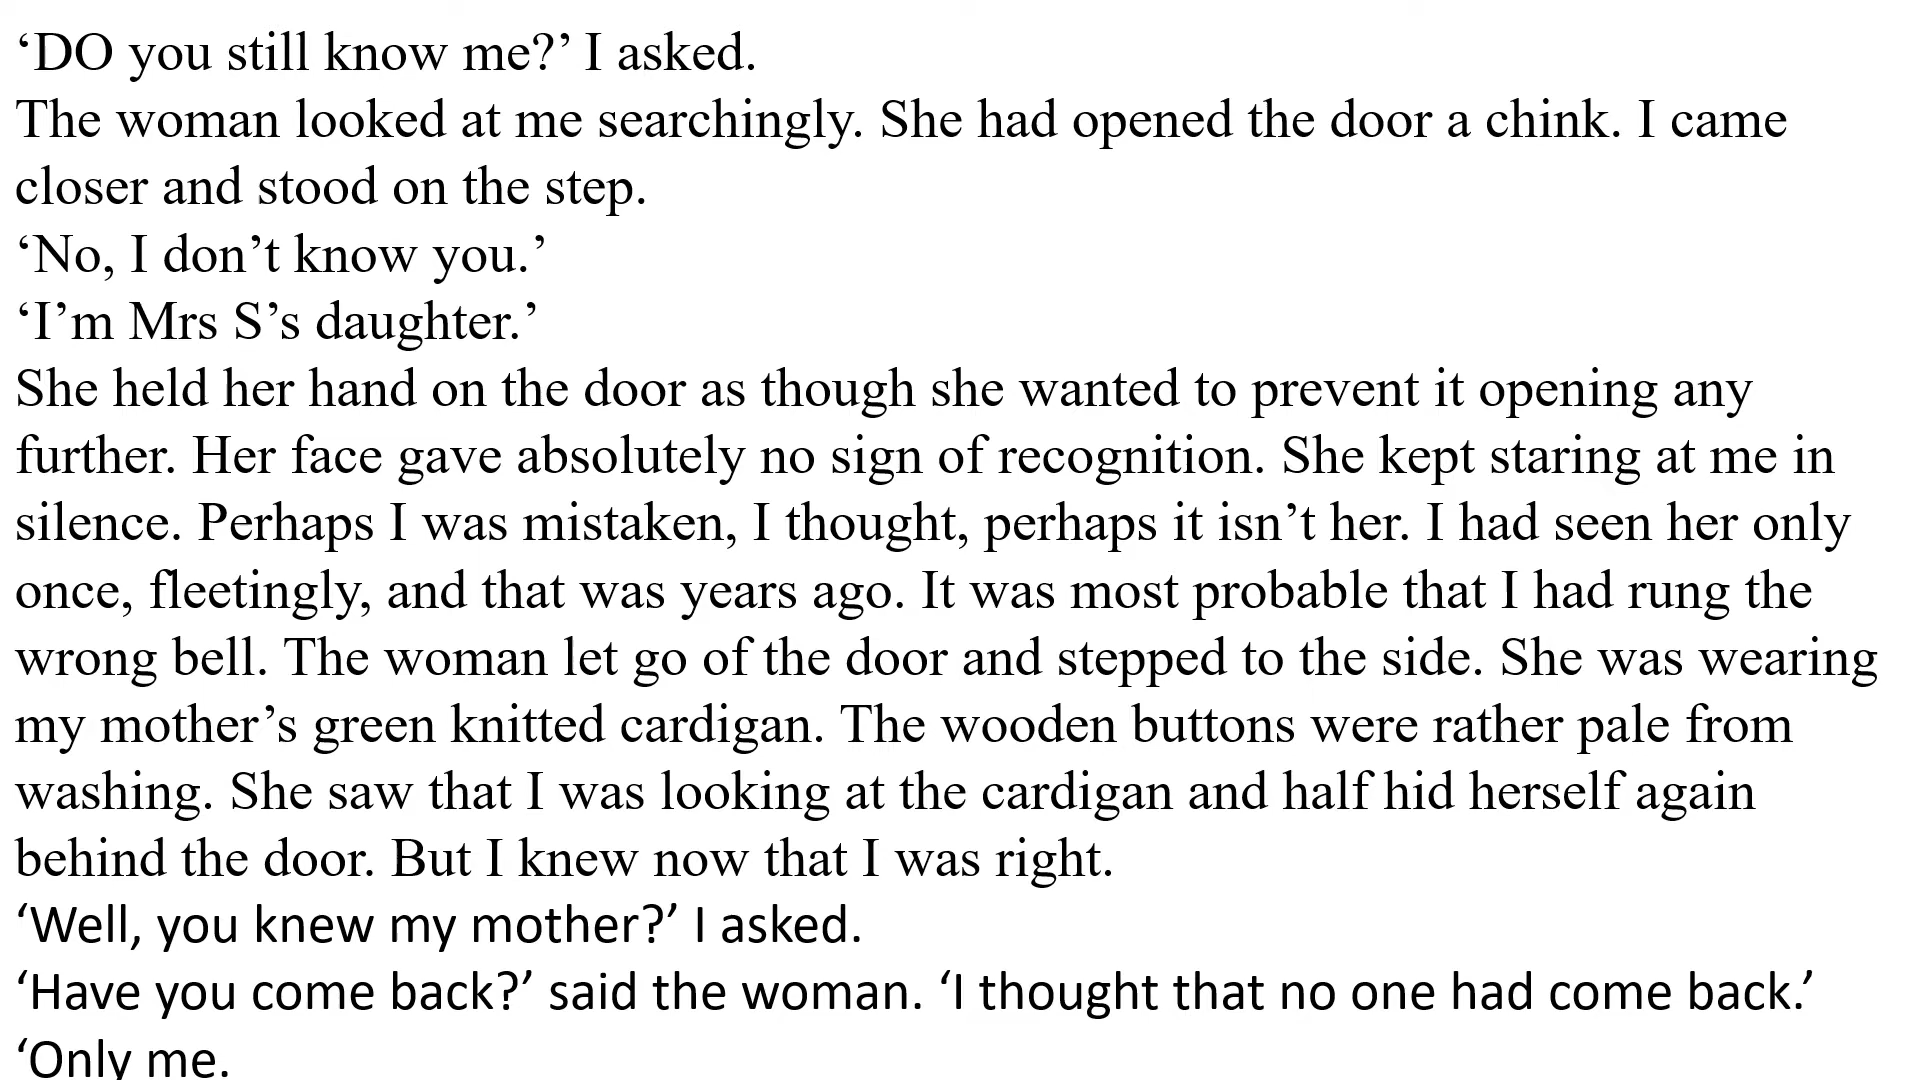 ‘DO you still know me?’ I asked.
The woman looked at me searchingly. She had opened the door a chink. I came
closer and stood on the step.
‘No, I don’t know you.’
‘I’m Mrs S’s daughter.’
She held her hand on the door as though she wanted to prevent it opening any
further. Her face gave absolutely no sign of recognition. She kept staring at me in
silence. Perhaps I was mistaken, I thought, perhaps it isn’t her. I had seen her only
once, fleetingly, and that was years ago. It was most probable that I had rung the
wrong bell. The woman let go of the door and stepped to the side. She was wearing
my mother’s green knitted cardigan. The wooden buttons were rather pale from
washing. She saw that I was looking at the cardigan and half hid herself again
behind the door. But I knew now that I was right.
‘Well, you knew my mother?’ I asked.
‘Have you come back?’ said the woman. ‘I thought that no one had come back.’
‘Only me.